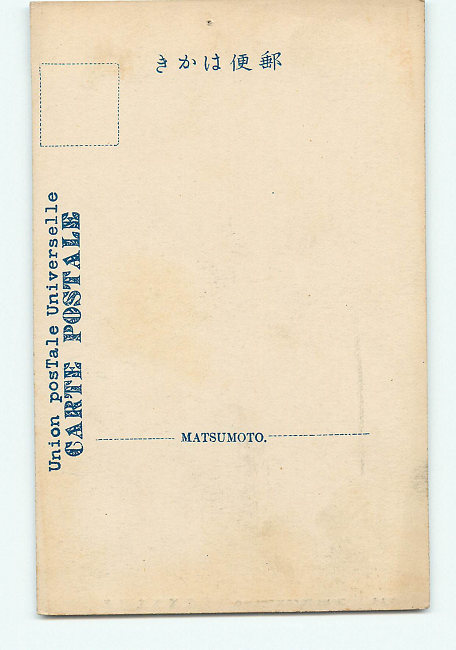 郵便はかき
Union posTale Universelle
CARTE POSTALE
MATSUMOTO.